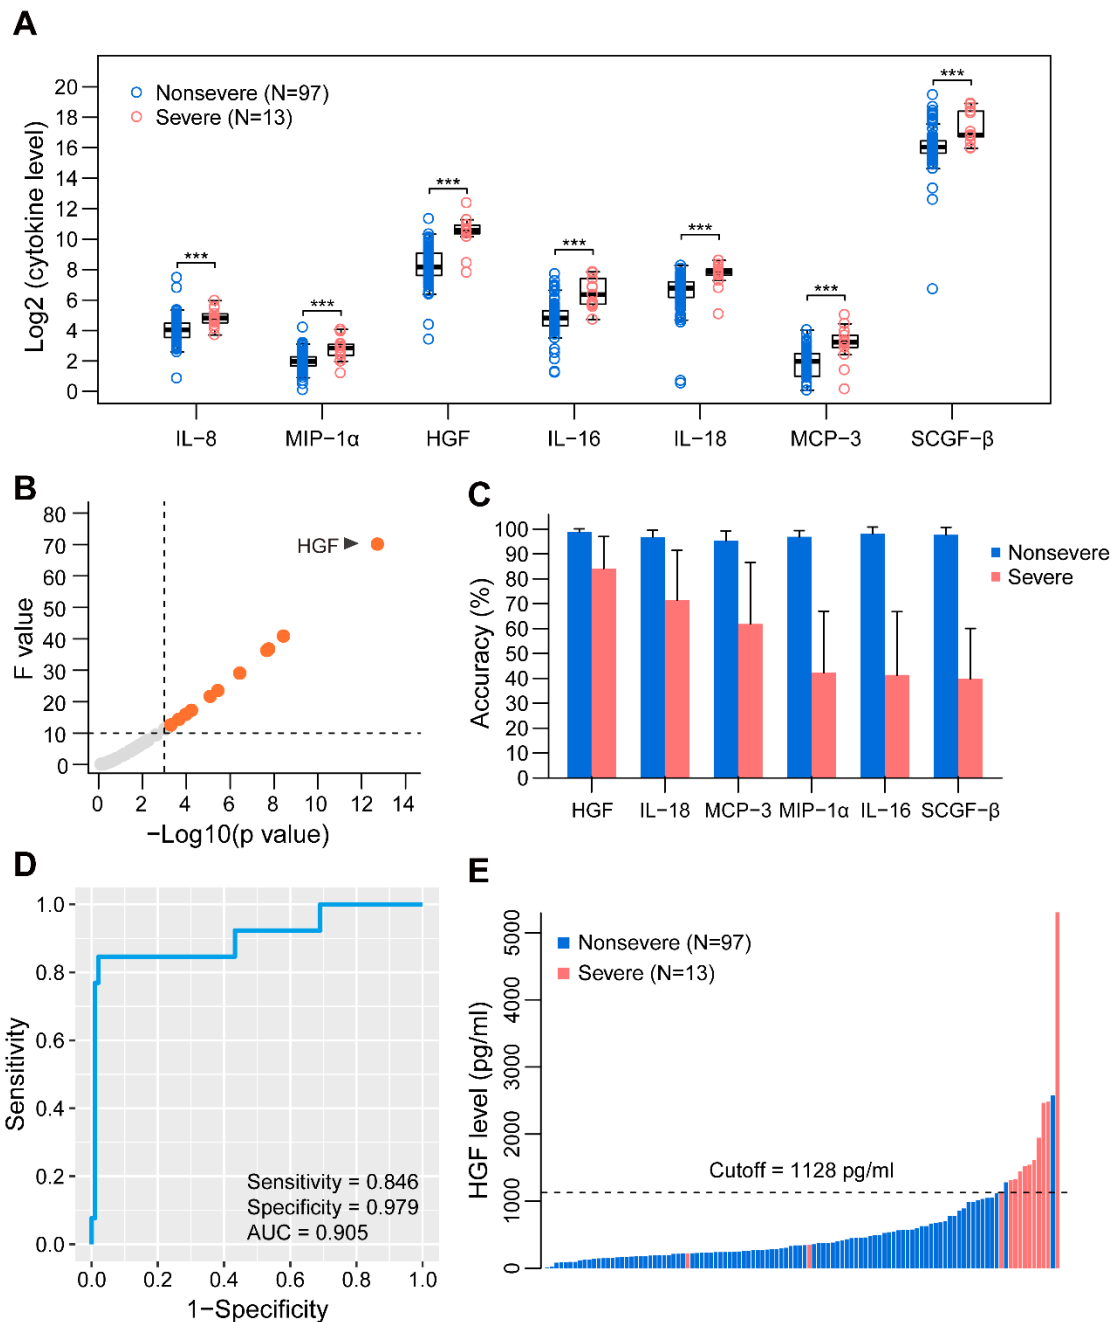 A
Log2 (cytokine level)
20
18
16
14
12
10
8
6
4
2
0
Nonsevere (N=97)
Severe (N=13)
***
***
***
***
***
***
***
IL−8
MIP−1α
HGF
IL−16
IL−18
MCP−3
SCGF−β
B
F value
80
70
60
50
40
30
20
10
0
HGF
0
2
4
6
8
10
12
14
−Log10(p value)
C
Accuracy (%)
100
90
80
70
60
50
40
30
20
10
0
Nonsevere
Severe
HGF
IL−18
MCP−3
MIP−1α
IL−16
SCGF−β
D
Sensitivity
1.0
0.8
0.6
0.4
0.2
0.0
Sensitivity = 0.846
Specificity = 0.979
AUC = 0.905
0.0
0.2
0.4
0.6
0.8
1.0
1−Specificity
E
HGF level (pg/ml)
5000
4000
3000
2000
1000
0
Nonsevere (N=97)
Severe (N=13)
Cutoff = 1128 pg/ml